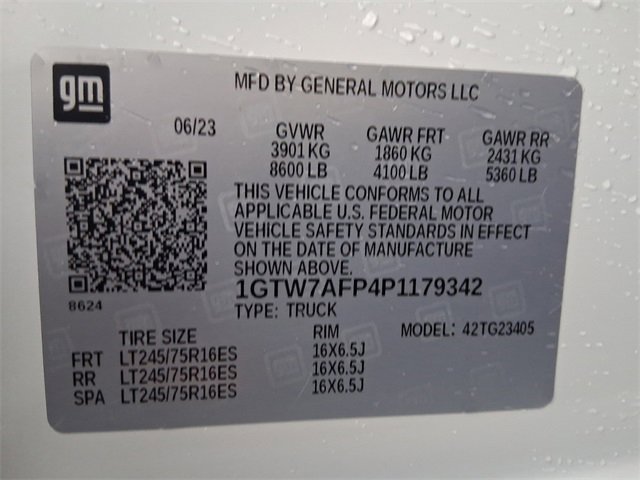 gm
MFD BY GENERAL MOTORS LLC
06/23 GVWR GAWR FRT GAWR RR
3901 KG 1860 KG 2431 KG
8600 LB 4100 LB 5360 LB
THIS VEHICLE CONFORMS TO ALL
APPLICABLE U.S. FEDERAL MOTOR
VEHICLE SAFETY STANDARDS IN EFFECT
ON THE DATE OF MANUFACTURE
SHOWN ABOVE.
1GTW7AFP4P1179342
8624
TYPE: TRUCK MODEL: 42TG23405
TIRE SIZE RIM
FRT LT245/75R16ES 16X6.5J
RR LT245/75R16ES 16X6.5J
SPA LT245/75R16ES 16X6.5J